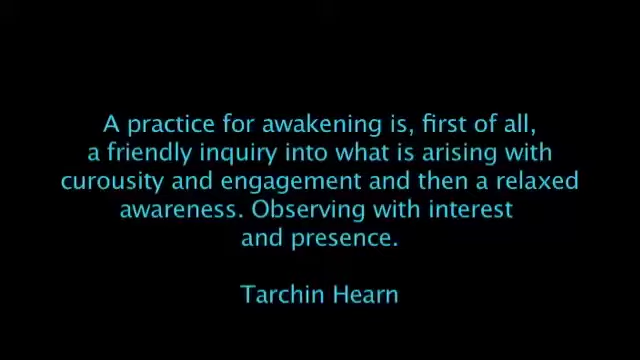 A practice for awakening is, first of all,
a friendly inquiry into what is arising with
curousity and engagement and then a relaxed
awareness. Observing with interest
and presence.
Tarchin Hearn